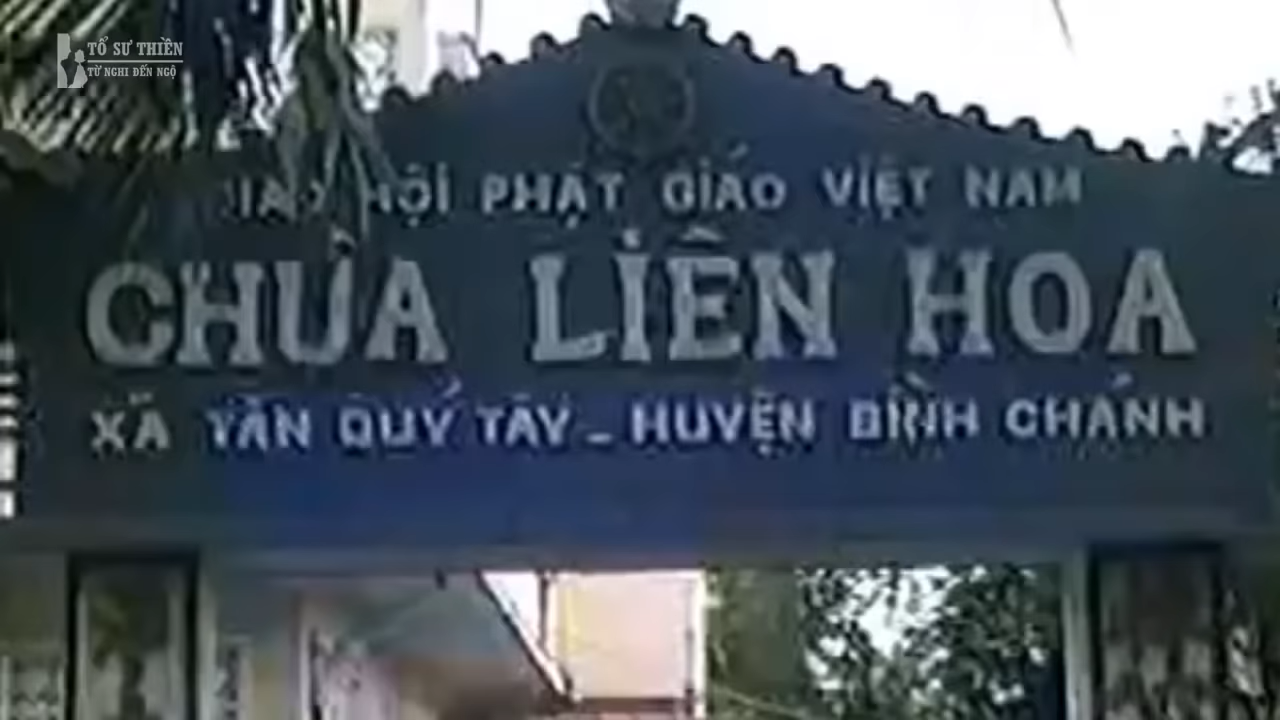 TỔ SƯ THIỀN
TỪ NGHI ĐẾN NGỘ
HỘI PHẬT GIÁO VIỆT NAM
CHÙA LIÊN HOA
XÃ TÂN QUÝ TÂY - HUYỆN BÌNH CHÁNH